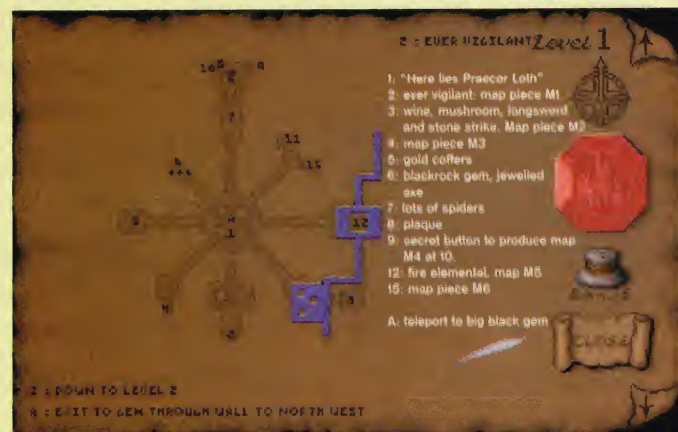 2 : EVER VIGILANT Level 1
1. "Here lies Praecor Loth"
2: ever vigilant: map piece M1
3: wine, mushroom, longsword
and stone strike. Map piece M2
4: map piece M3
5: gold coffers
6: blackrock gem, jewelled
axe
7: lots of spiders
8: plaque
9: secret button to produce map
M4 at 10.
12: fire elemental, map M5
15: map piece M6
A: teleport to big black gem
CLOSE
7
11
15
12
1
: DOWN TO LEVEL 2
: EXIT TO GEM THROUGH WALL TO NORTH WEST